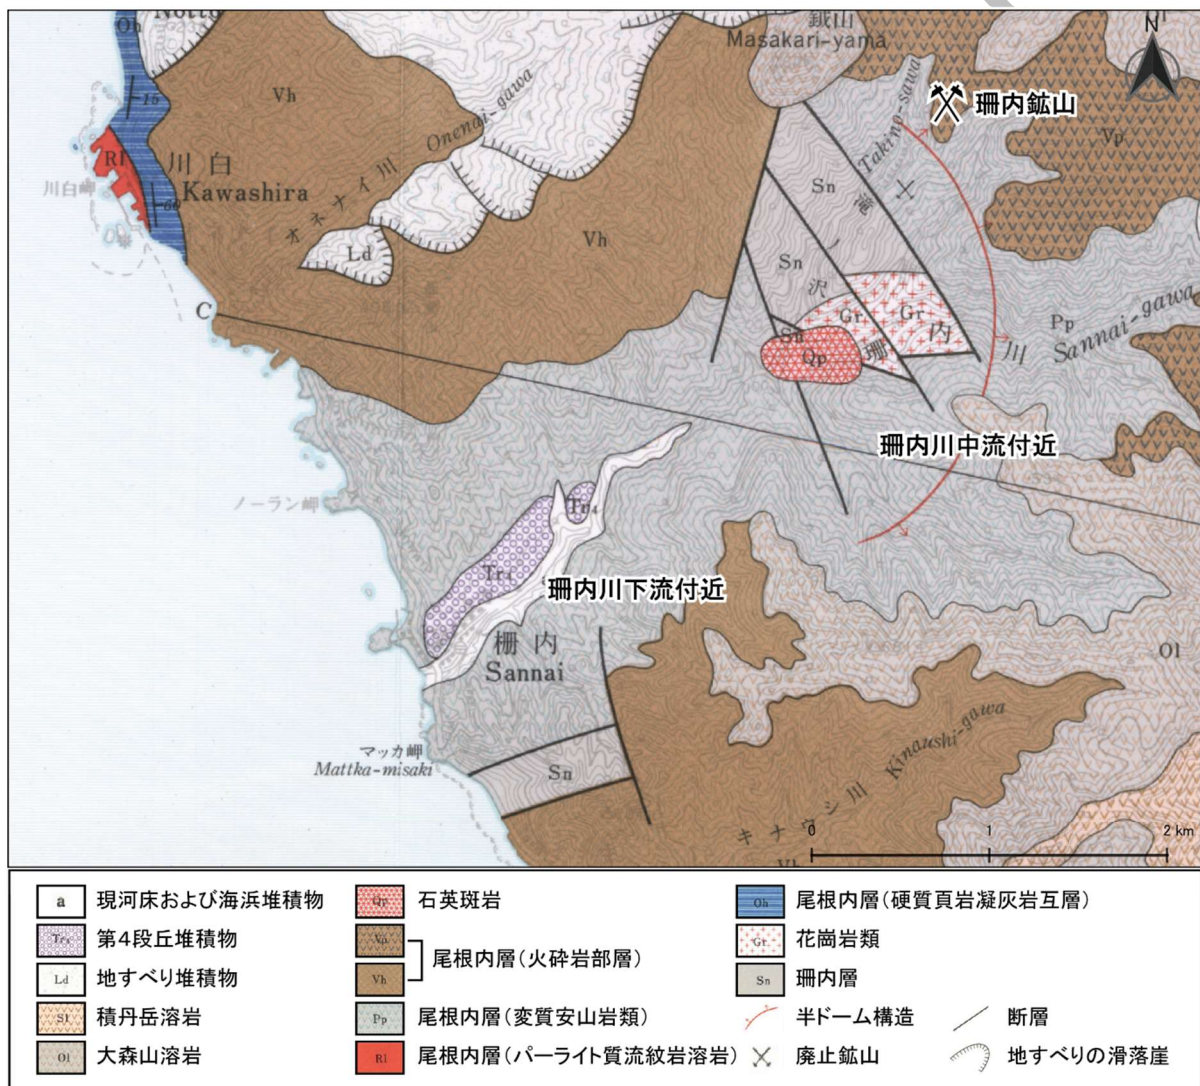 Oh
鉞山
Masakari-yama
N
15
Vh
Onenai-gawa
Takino-sawa
珊内鉱山
Vp
Rl
川白
川白岬
60
Kawashira
オネナイ川
Sn
滝
Ld
Vh
Sn
沢
C
Gr
Gr
内
Pp
Sannai-gawa
Sn
Qp
珊
川
珊内川中流付近
ノーラン岬
Tr₄
Tr₄
珊内川下流付近
柵内
Sannai
Ol
マッカ岬
Mattka-misaki
Sn
Kinaushi-gawa
キナウシ川
Vh
0 1 2 km
a 現河床および海浜堆積物
Tr₄ 第4段丘堆積物
Ld 地すべり堆積物
Sl 積丹岳溶岩
Ol 大森山溶岩
Qp 石英斑岩
Vp
Vh
尾根内層(火砕岩部層)
Pp 尾根内層(変質安山岩類)
Rl 尾根内層(パーライト質流紋岩溶岩)
Oh 尾根内層(硬質頁岩凝灰岩互層)
Gr 花崗岩類
Sn 珊内層
半ドーム構造
断層
廃止鉱山
地すべりの滑落崖